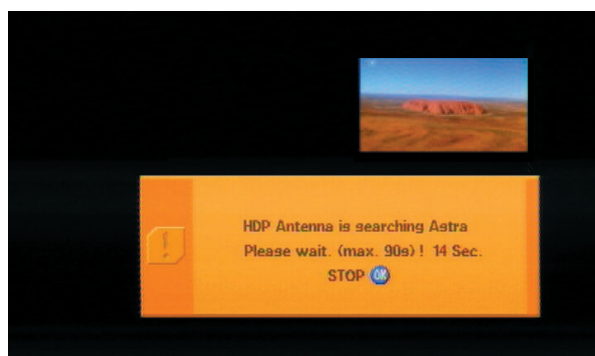 HDP Antenna is searching Astra
Please wait. (max. 90s) ! 14 Sec.
STOP OK